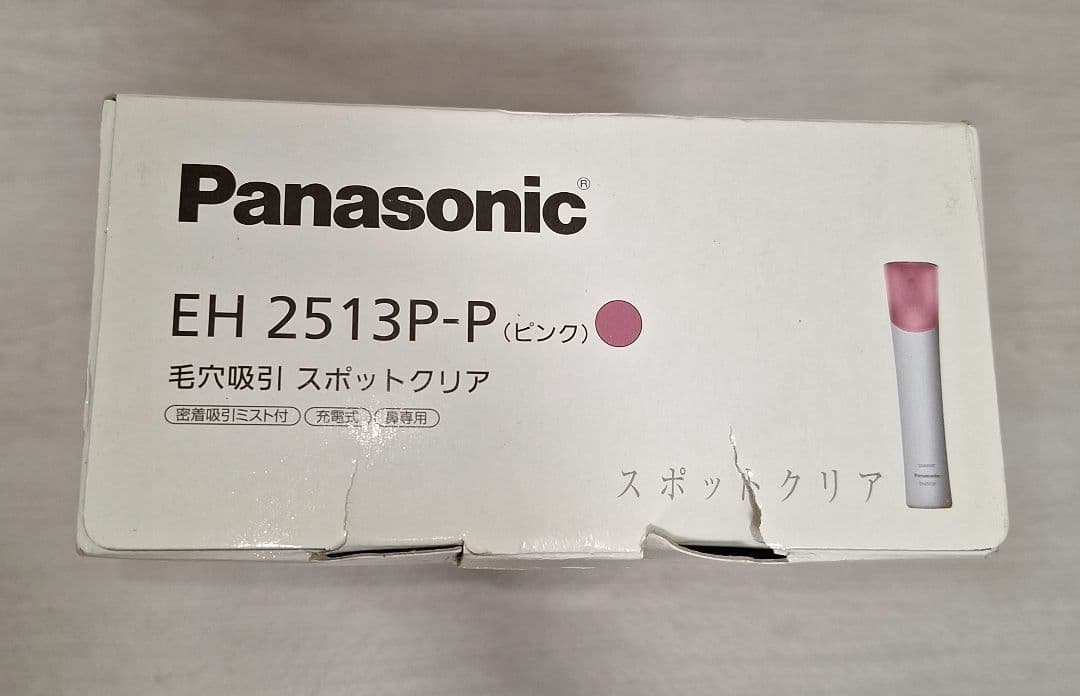 Panasonic®
EH 2513P-P(ピンク)
毛穴吸引 スポットクリア
密着吸引ミスト付 充電式 鼻専用
スポットクリア
Panasonic